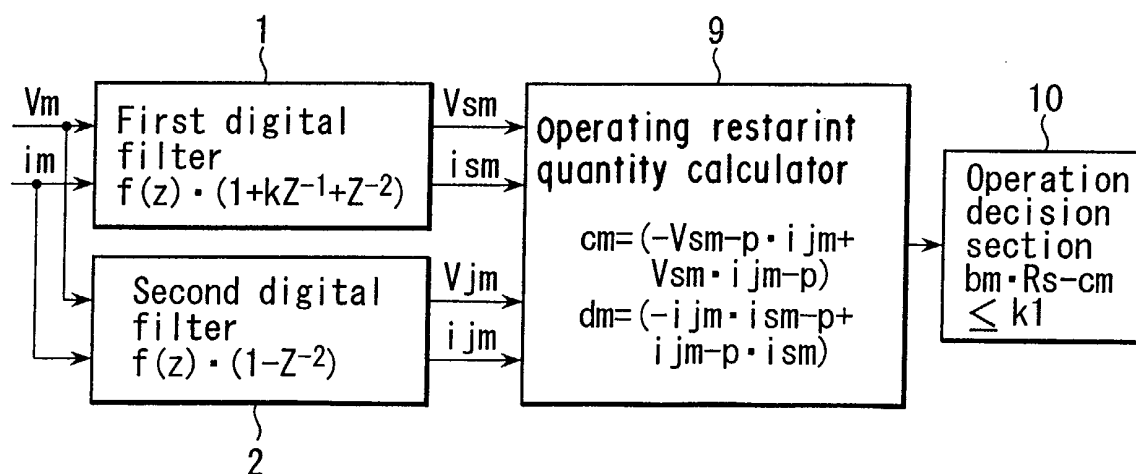 1
Vm
im
First digital
filter
f(z)・(1+kZ-1+Z-2)
Vsm
ism
Second digital
filter
f(z)・(1-Z-2)
2
Vjm
ijm
9
Operating restarint
quantity calculator
cm=(-Vsm-p・ijm+
Vsm・ijm-p)
dm=(-ijm・ism-p+
ijm-p・ism)
10
Operation
decision
section
bm・Rs-cm
≤ k1